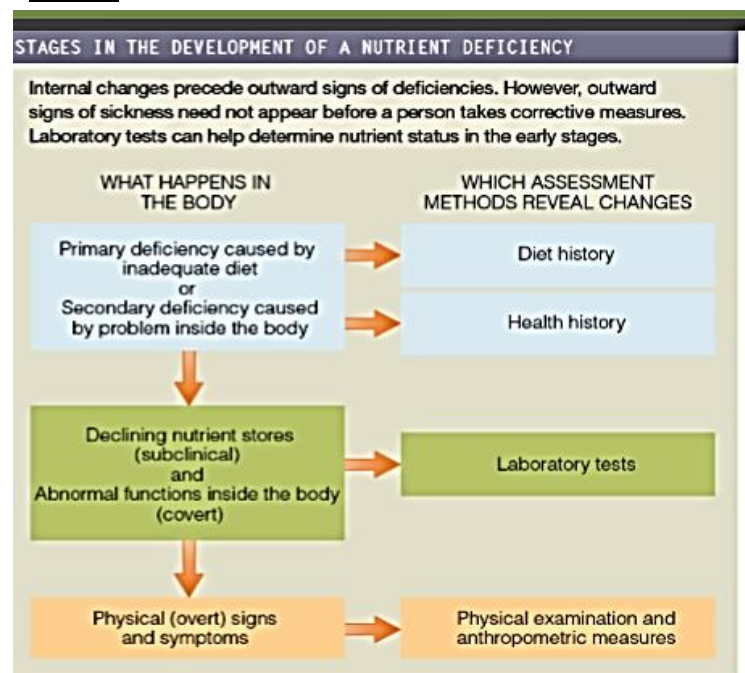 STAGES IN THE DEVELOPMENT OF A NUTRIENT DEFICIENCY
Internal changes precede outward signs of deficiencies. However, outward
signs of sickness need not appear before a person takes corrective measures.
Laboratory tests can help determine nutrient status in the early stages.
WHAT HAPPENS IN
THE BODY
WHICH ASSESSMENT
METHODS REVEAL CHANGES
Primary deficiency caused by
inadequate diet
or
Secondary deficiency caused
by problem inside the body
Diet history
Health history
Declining nutrient stores
(subclinical)
and
Abnormal functions inside the body
(covert)
Laboratory tests
Physical (overt) signs
and symptoms
Physical examination and
anthropometric measures